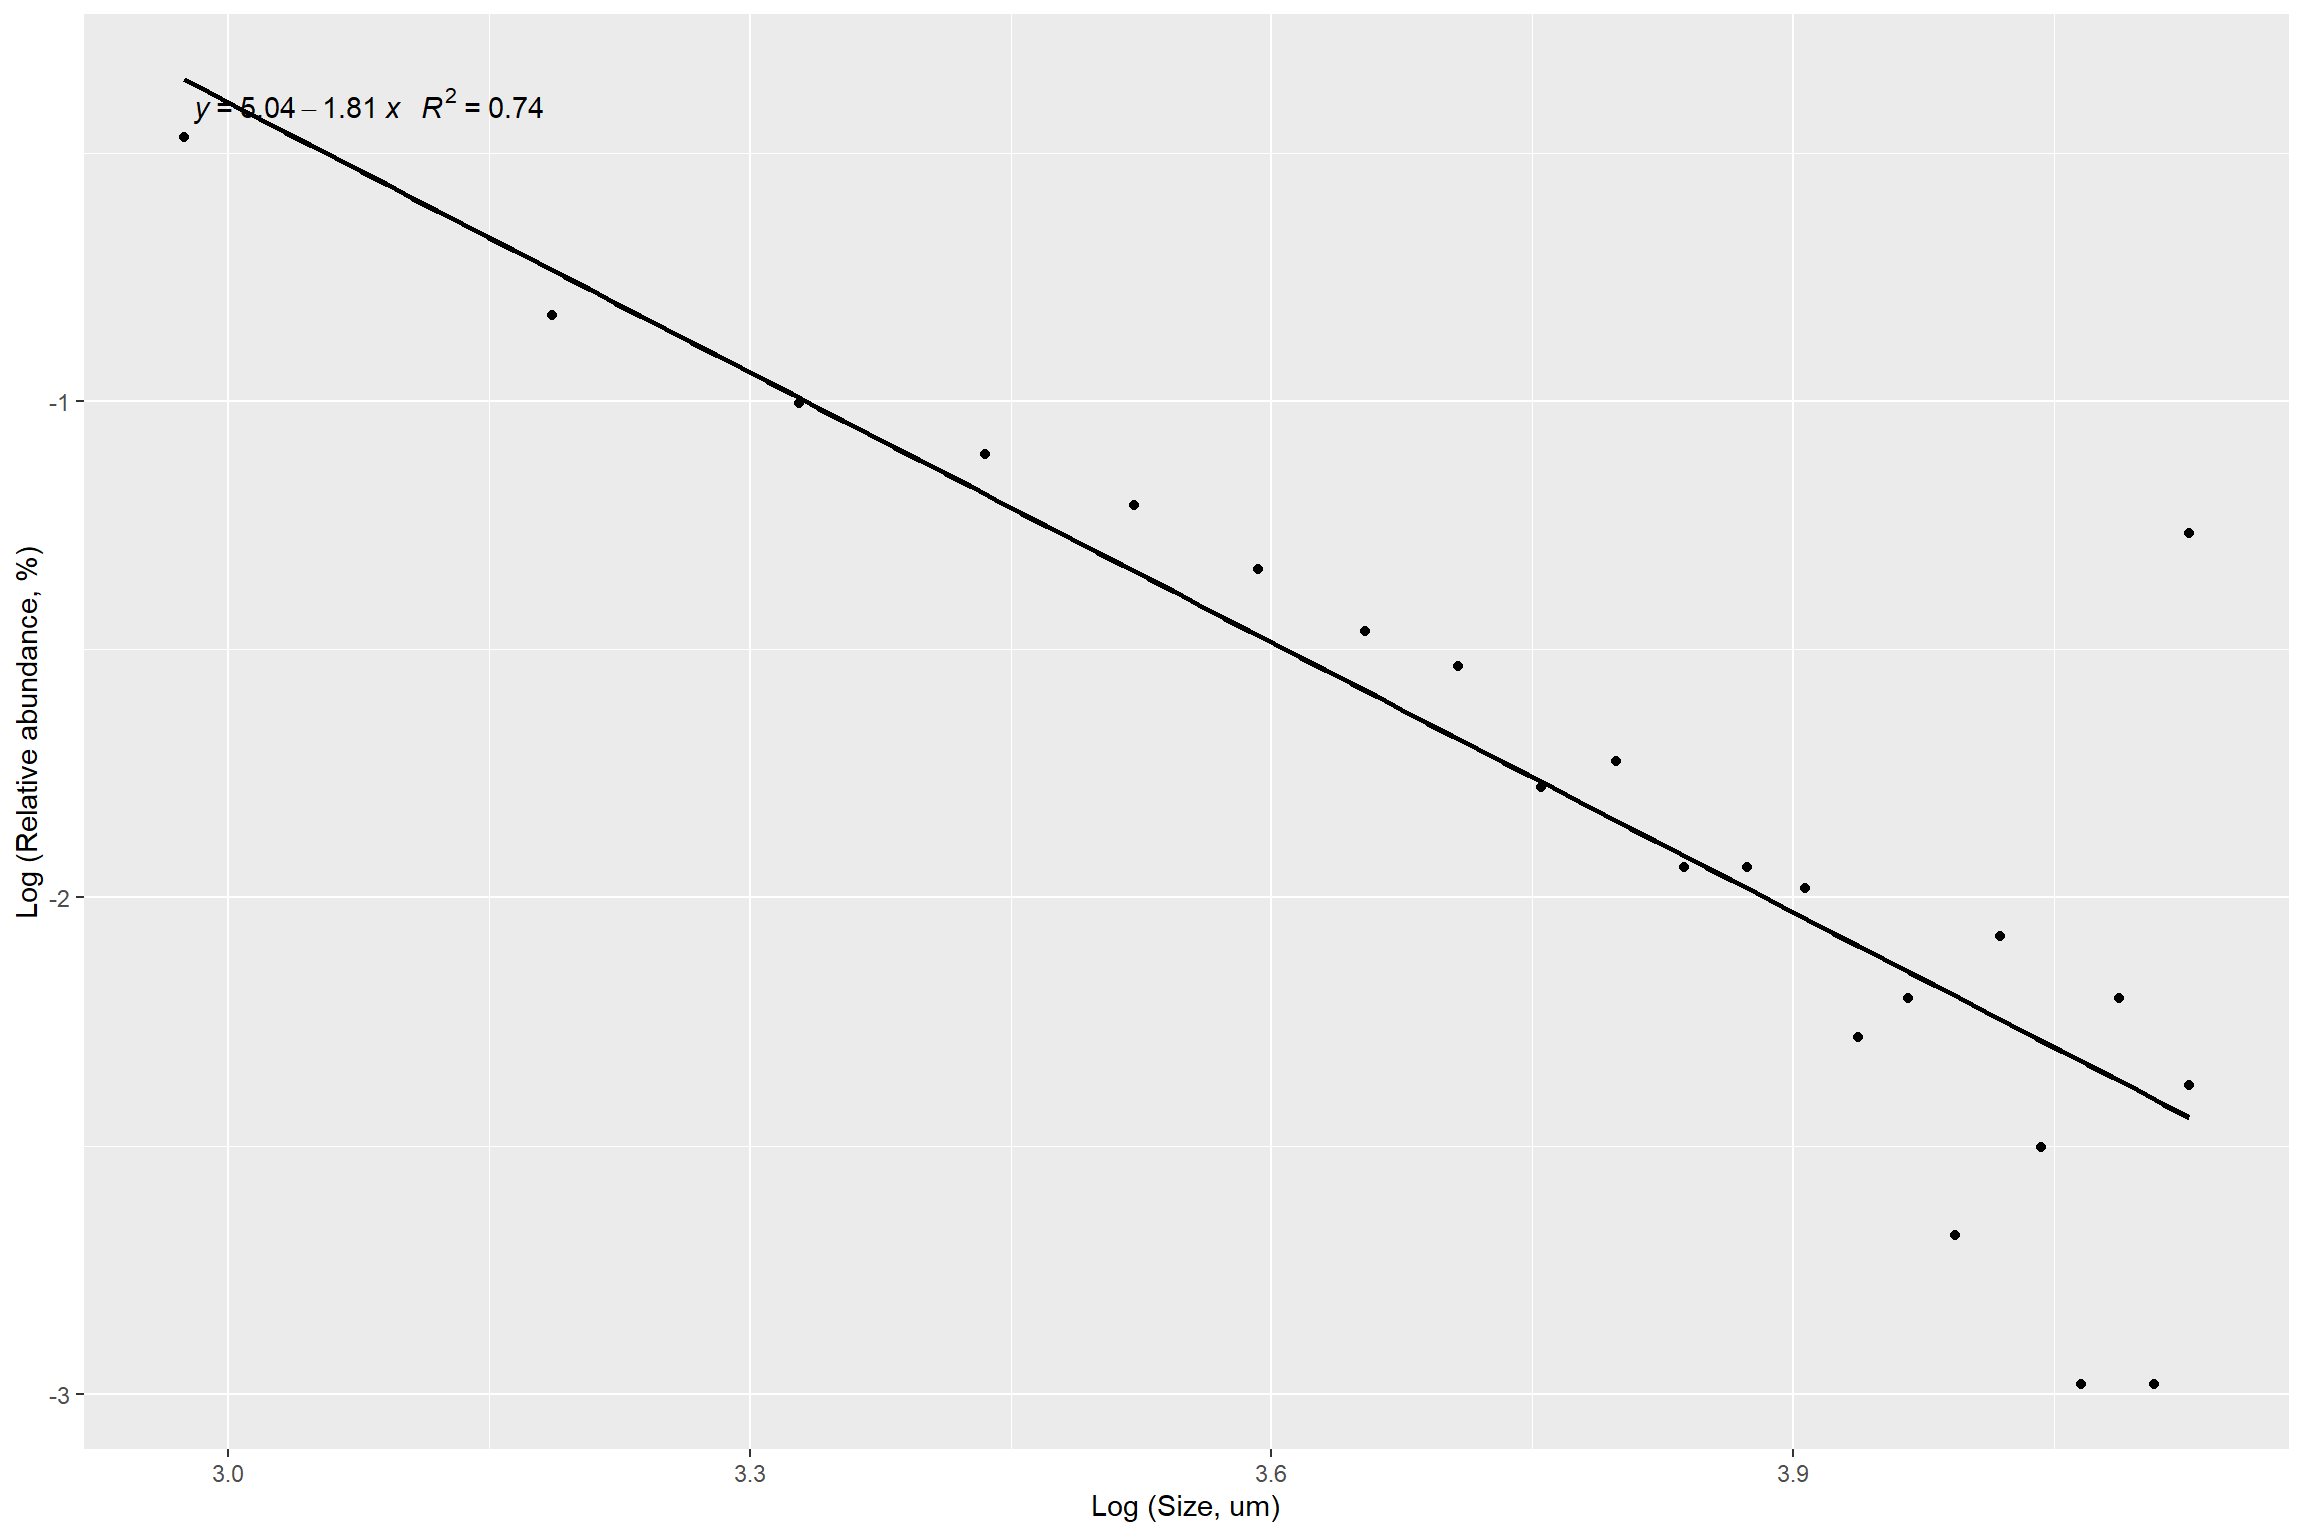 y = 5.04 − 1.81 x R² = 0.74
-1
-2
-3
Log (Relative abundance, %)
3.0 3.3 3.6 3.9
Log (Size, um)